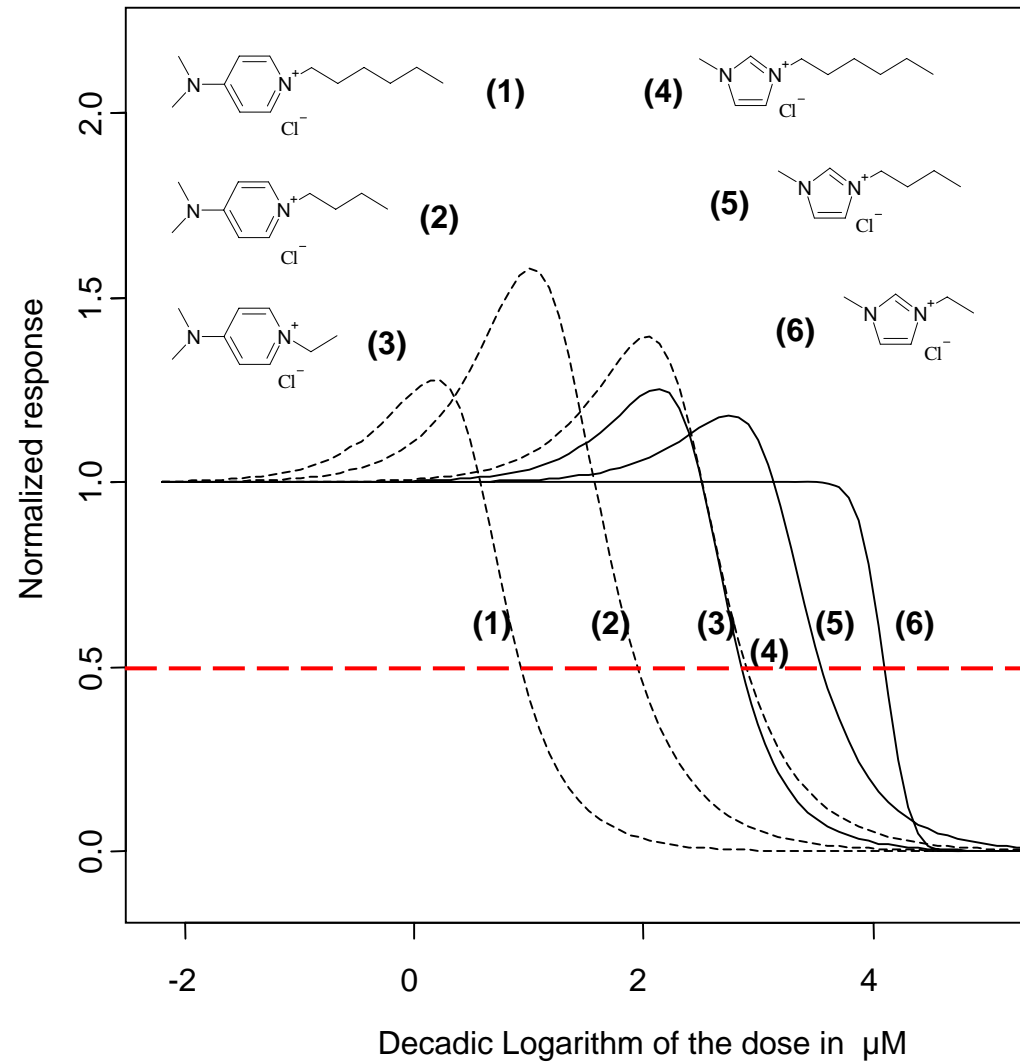 2.0
1.5
1.0
0.5
0.0
Normalized response
N
N
+
Cl−
(1)
(4)
N
N
+
Cl−
N
N
+
Cl−
(2)
(5)
N
N
+
Cl−
N
N
+
Cl−
(3)
(6)
N
N
+
Cl−
(1)
(2)
(3)
(4)
(5)
(6)
-2
0
2
4
Decadic Logarithm of the dose in µM